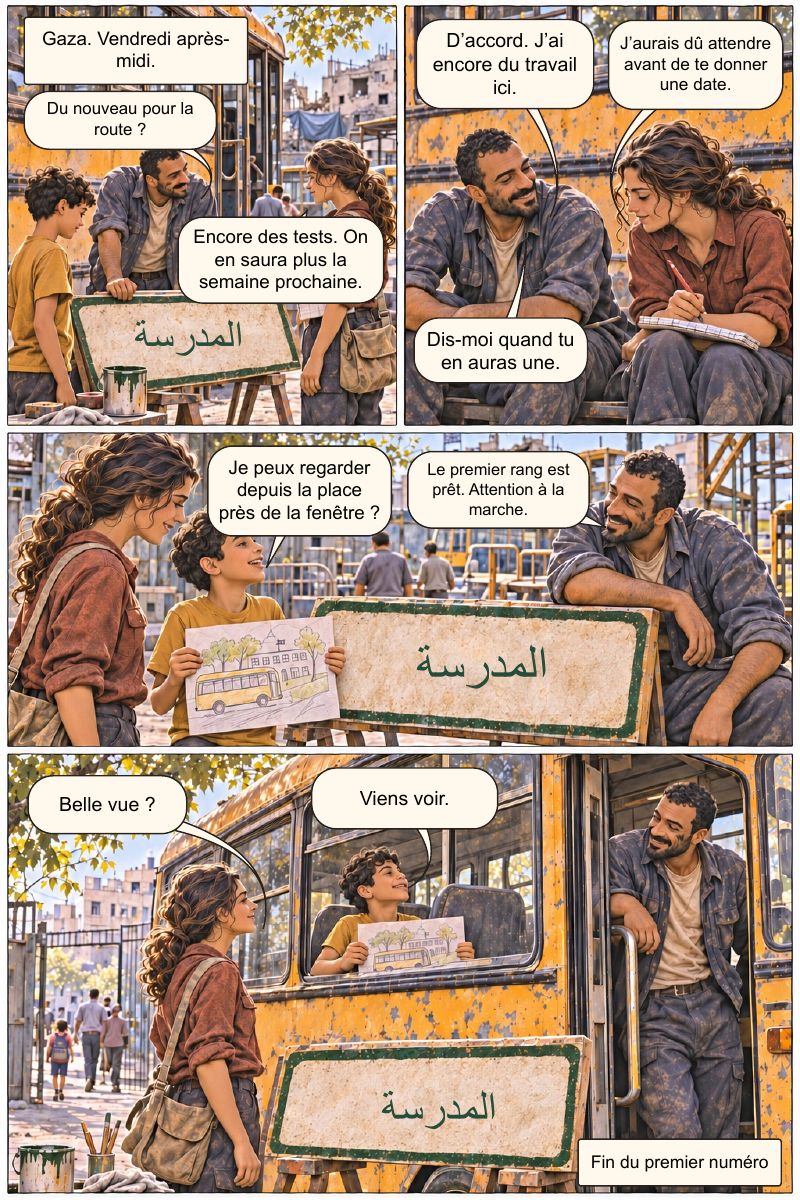 Gaza. Vendredi après-
midi.
Du nouveau pour la
route ?
Encore des tests. On
en saura plus la
semaine prochaine.
المدرسة
D'accord. J'ai
encore du travail
ici.
J'aurais dû attendre
avant de te donner
une date.
Dis-moi quand tu
en auras une.
Je peux regarder
depuis la place
près de la fenêtre ?
Le premier rang est
prêt. Attention à la
marche.
المدرسة
Belle vue ?
Viens voir.
المدرسة
Fin du premier numéro